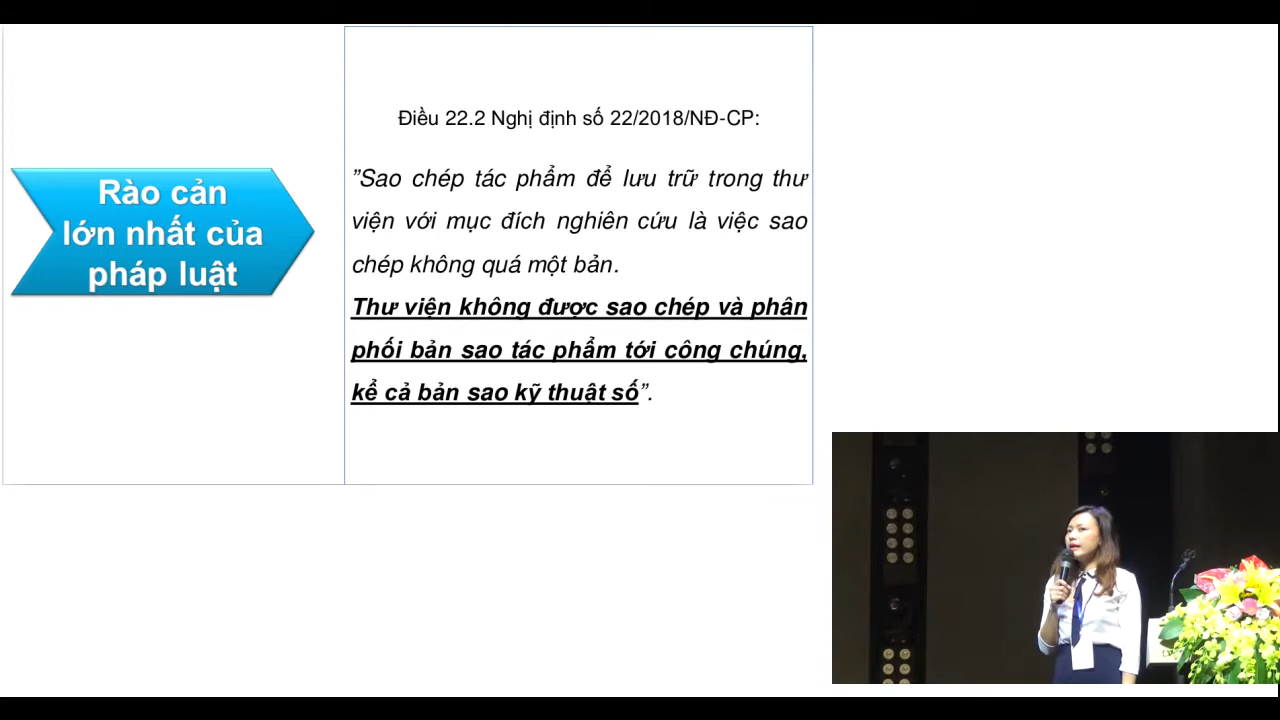 Điều 22.2 Nghị định số 22/2018/NĐ-CP:
Rào cản
lớn nhất của
pháp luật
”Sao chép tác phẩm để lưu trữ trong thư
viện với mục đích nghiên cứu là việc sao
chép không quá một bản.
Thư viện không được sao chép và phân
phối bản sao tác phẩm tới công chúng,
kể cả bản sao kỹ thuật số”.